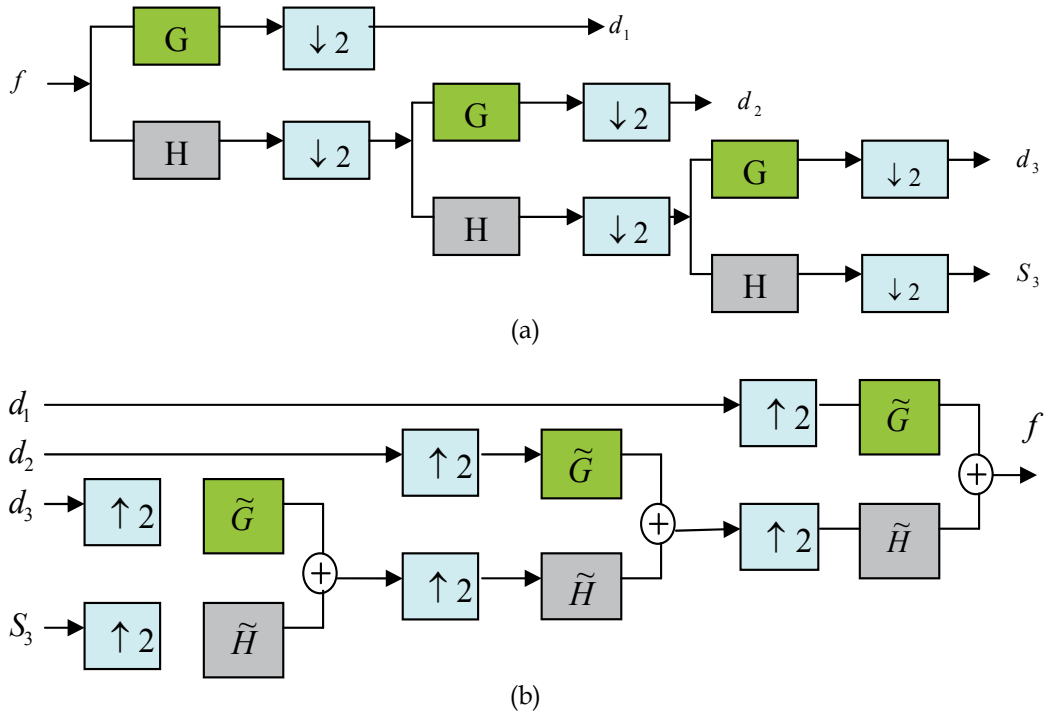 G ↓ 2 d₁
f
G ↓ 2 d₂
H ↓ 2
G ↓ 2 d₃
H ↓ 2
H ↓ 2 S₃
(a)
d₁ ↑ 2 G̃ f
d₂ ↑ 2 G̃
+
d₃ ↑ 2 G̃
+
↑ 2 H̃
+ ↑ 2 H̃
S₃ ↑ 2 H̃
(b)